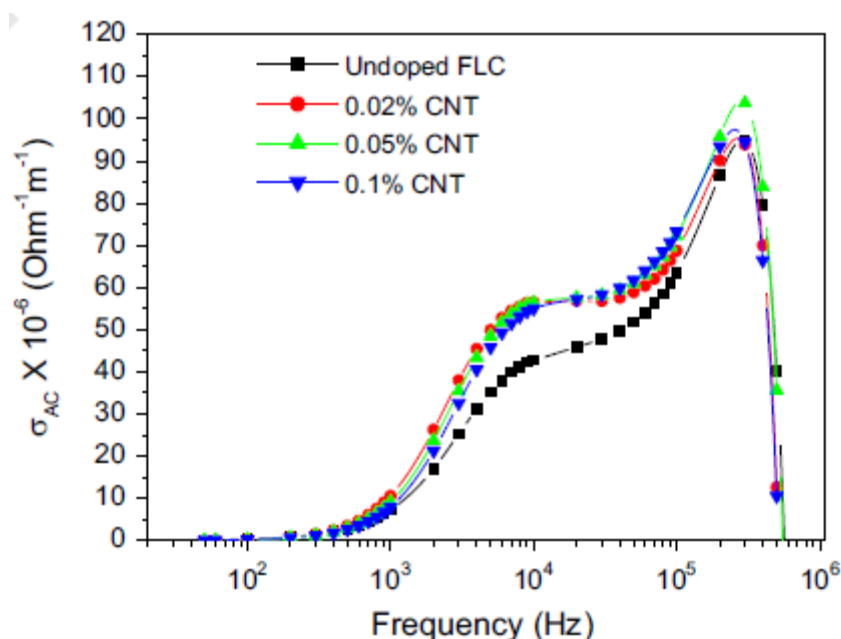 120
110
100
90
80
70
60
50
40
30
20
10
0
σAC X 10⁻⁶ (Ohm⁻¹m⁻¹)
Undoped FLC
0.02% CNT
0.05% CNT
0.1% CNT
10² 10³ 10⁴ 10⁵ 10⁶
Frequency (Hz)